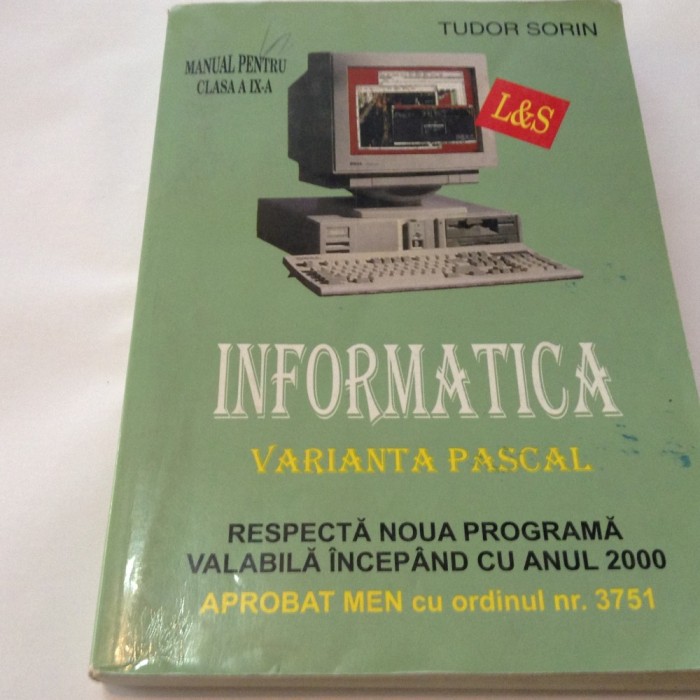 TUDOR SORIN
MANUAL PENTRU
CLASA A IX-A
L&S
INFORMATICA
VARIANTA PASCAL
RESPECTĂ NOUA PROGRAMĂ
VALABILĂ ÎNCEPÂND CU ANUL 2000
APROBAT MEN cu ordinul nr. 3751